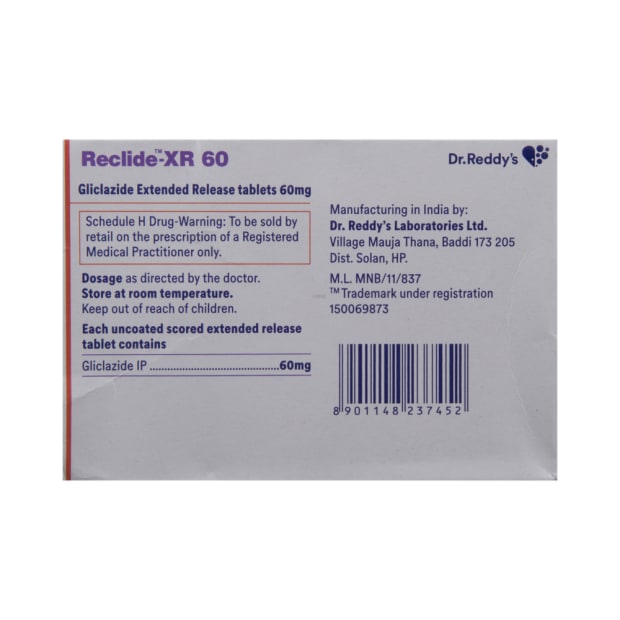 Reclide™-XR 60
Dr.Reddy's
Gliclazide Extended Release tablets 60mg
Schedule H Drug-Warning: To be sold by
retail on the prescription of a Registered
Medical Practitioner only.
Dosage as directed by the doctor.
Store at room temperature.
Keep out of reach of children.
Each uncoated scored extended release
tablet contains
Gliclazide IP ............................................60mg
Manufacturing in India by:
Dr. Reddy's Laboratories Ltd.
Village Mauja Thana, Baddi 173 205
Dist. Solan, HP.
M.L. MNB/11/837
™Trademark under registration
150069873
8 901148 237452